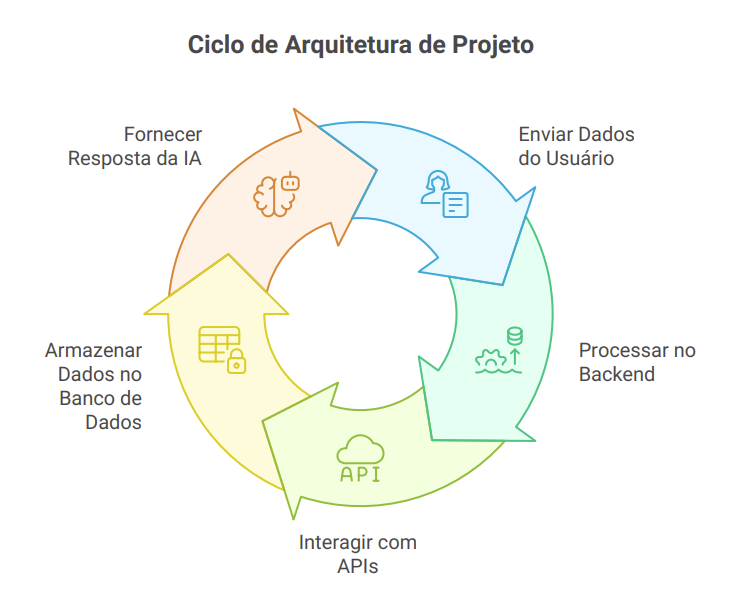 Ciclo de Arquitetura de Projeto
Fornecer
Resposta da IA
Enviar Dados
do Usuário
Armazenar
Dados no
Banco de
Dados
Processar no
Backend
API
Interagir com
APIs